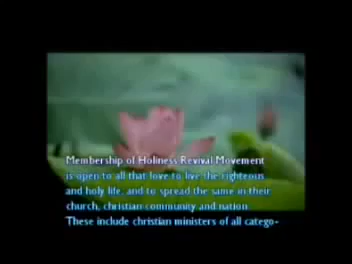 Membership of Holiness Revival Movement
is open to all that love to live the righteous
and holy life, and to spread the same in their
church, christian community and nation.
These include christian ministers of all catego-